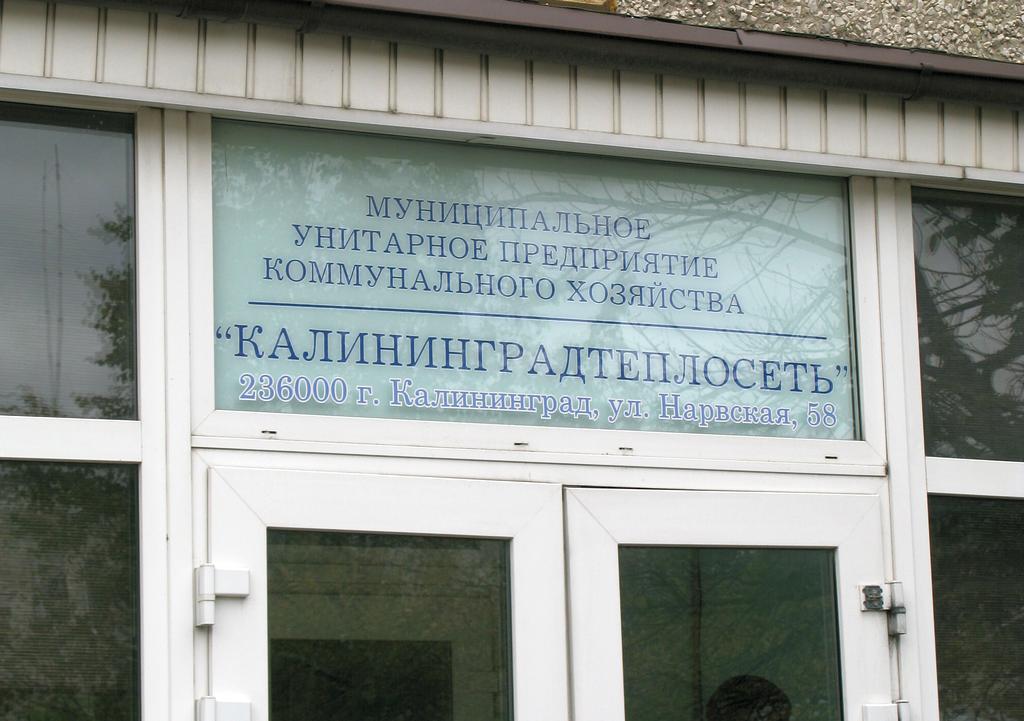 МУНИЦИПАЛЬНОЕ
УНИТАРНОЕ ПРЕДПРИЯТИЕ
КОММУНАЛЬНОГО ХОЗЯЙСТВА
“КАЛИНИНГРАДТЕПЛОСЕТЬ”
236000 г. Калининград, ул. Нарвская, 58